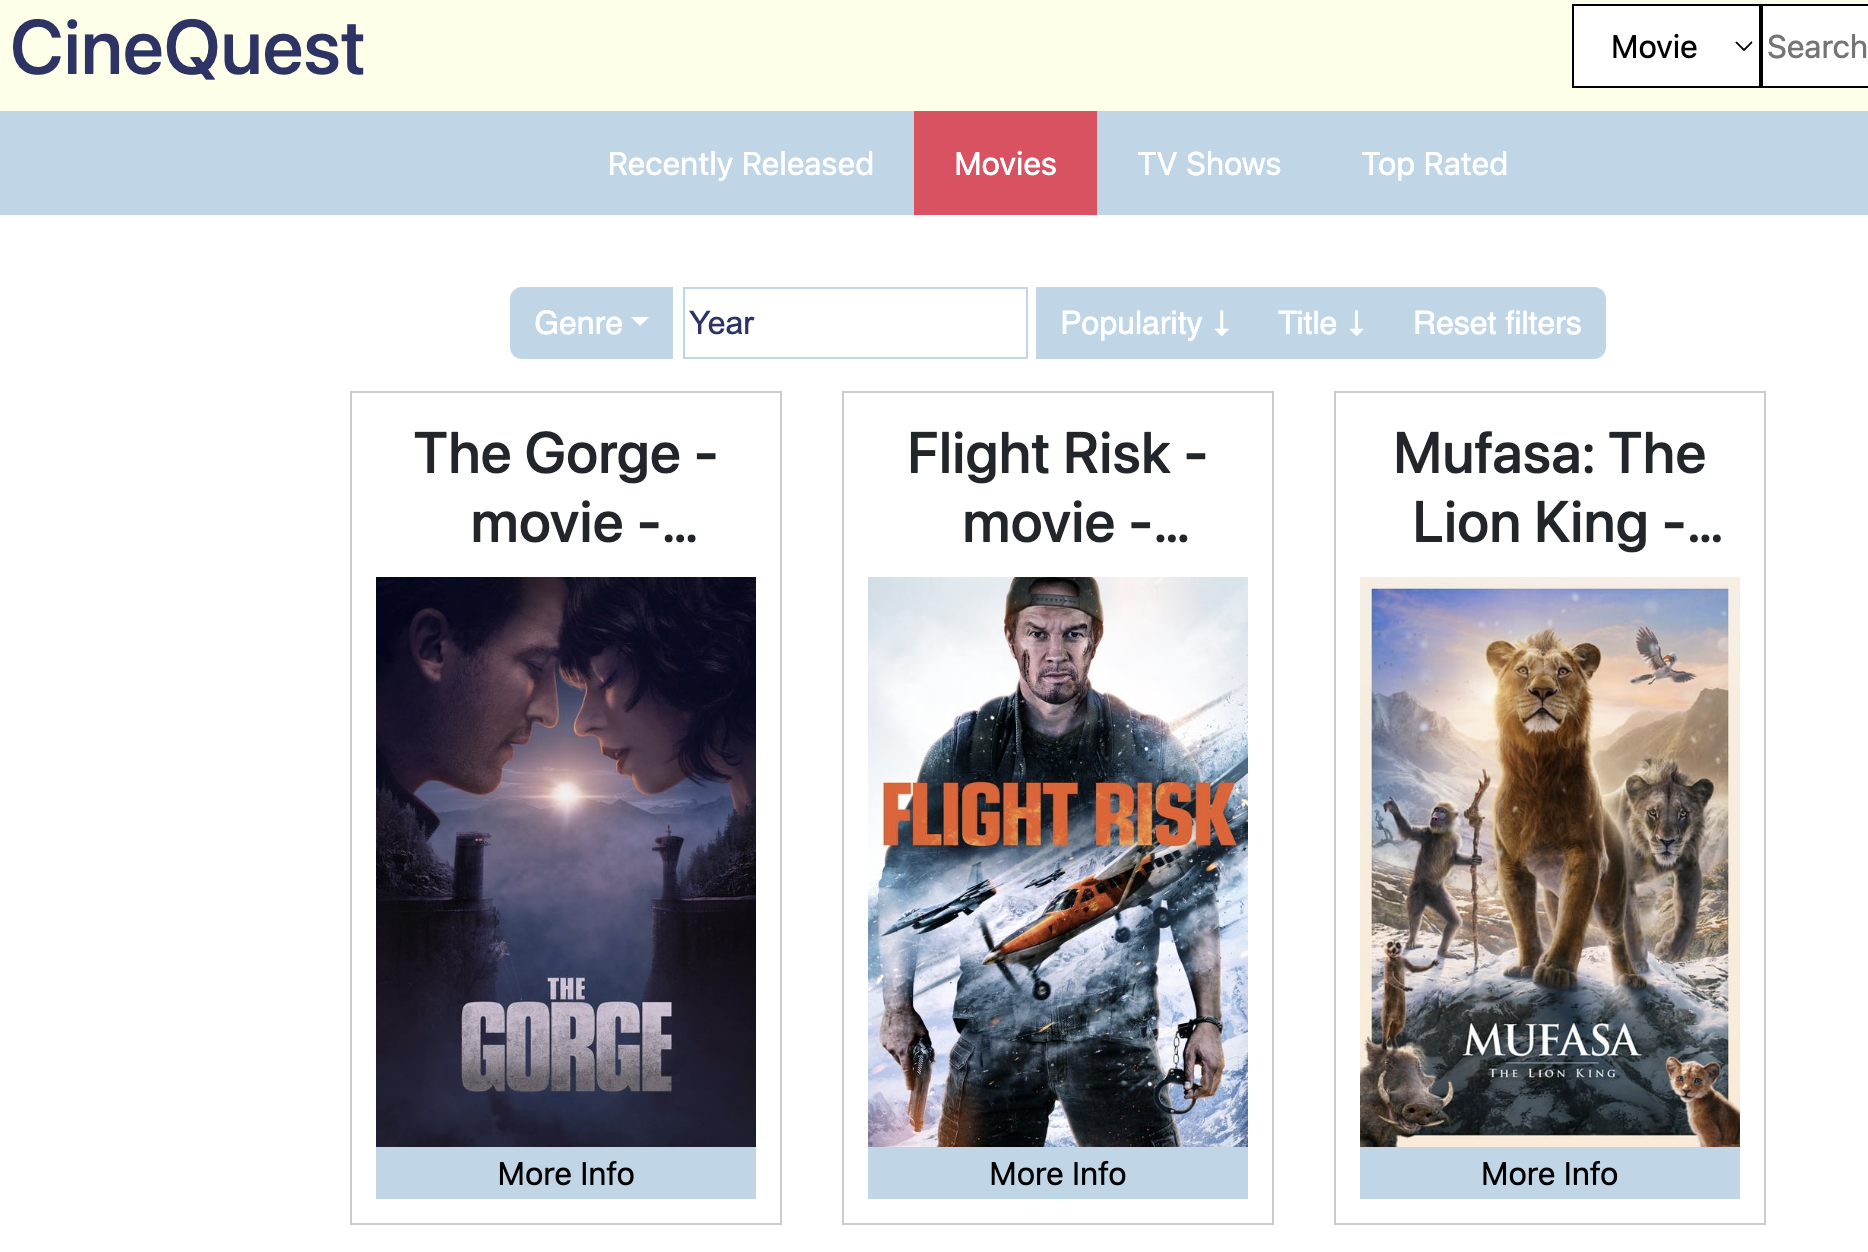 CineQuest
Movie Search
Recently Released Movies TV Shows Top Rated
Genre Year Popularity ↓ Title ↓ Reset filters
The Gorge -
movie -...
Flight Risk -
movie -...
Mufasa: The
Lion King -...
THE
GORGE
FLIGHT RISK
MUFASA
THE LION KING
More Info
More Info
More Info